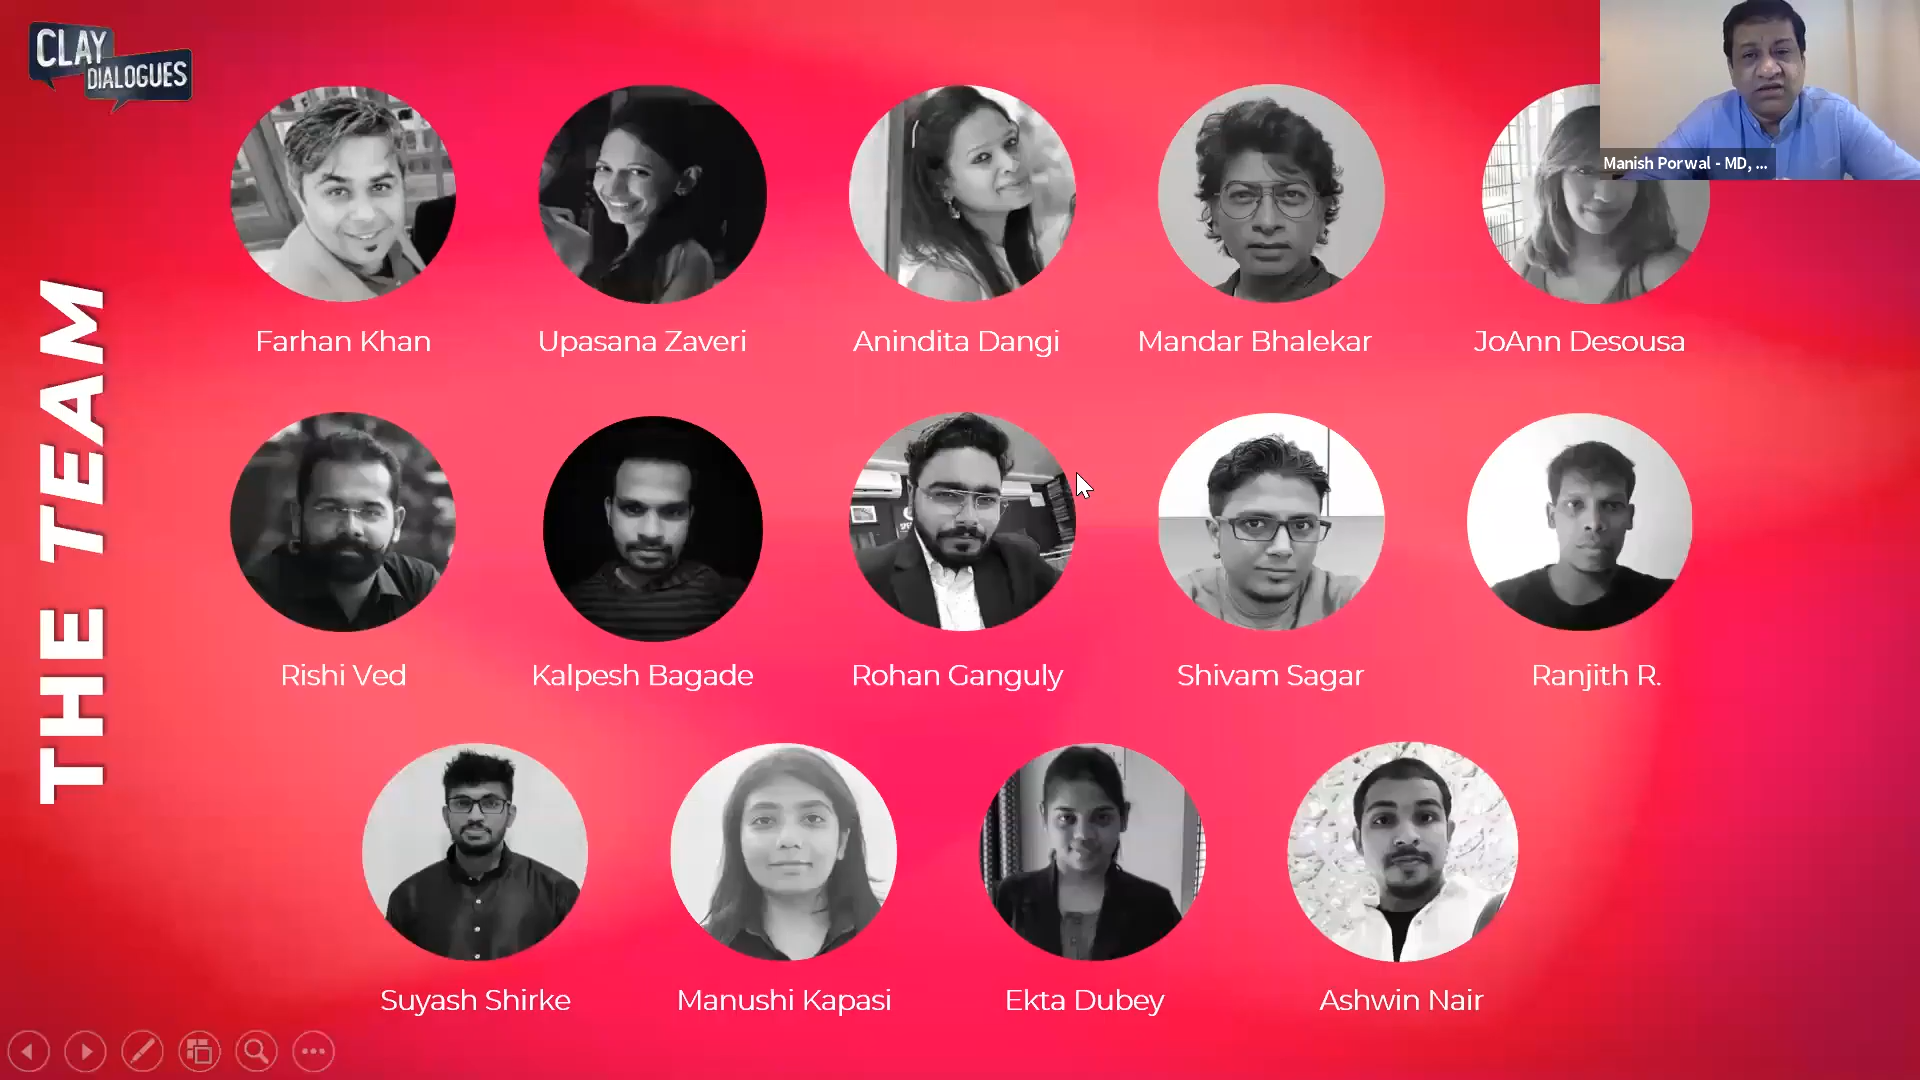 CLAY
DIALOGUES
Manish Porwal - MD, ...
THE TEAM
Farhan Khan
Upasana Zaveri
Anindita Dangi
Mandar Bhalekar
JoAnn Desousa
Rishi Ved
Kalpesh Bagade
Rohan Ganguly
Shivam Sagar
Ranjith R.
Suyash Shirke
Manushi Kapasi
Ekta Dubey
Ashwin Nair